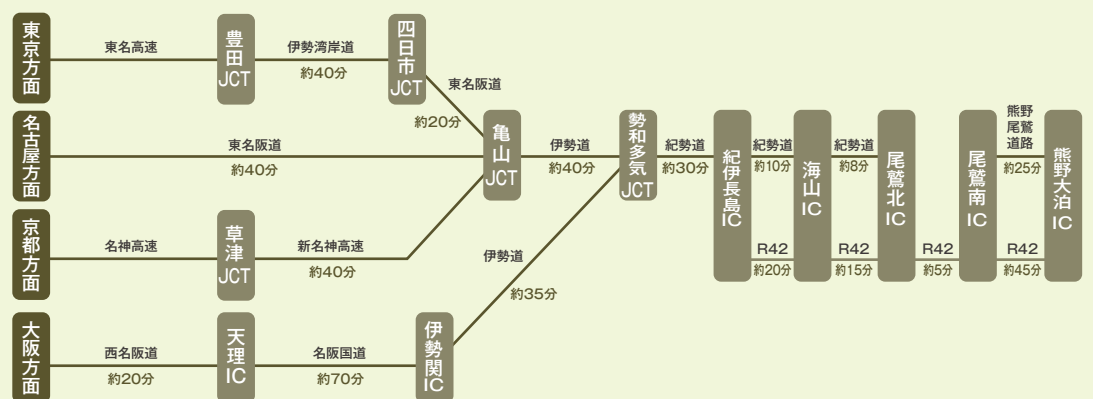 東京方面
東名高速
豊田JCT
伊勢湾岸道
約40分
四日市JCT
東名阪道
約20分
名古屋方面
東名阪道
約40分
亀山JCT
伊勢道
約40分
勢和多気JCT
紀勢道
約30分
紀伊長島IC
紀勢道
約10分
海山IC
紀勢道
約8分
尾鷲北IC
尾鷲南IC
熊野
尾鷲
道路
約25分
熊野大泊IC
R42
約20分
R42
約15分
R42
約5分
R42
約45分
京都方面
名神高速
草津JCT
新名神高速
約40分
伊勢道
約35分
大阪方面
西名阪道
約20分
天理IC
名阪国道
約70分
伊勢関IC